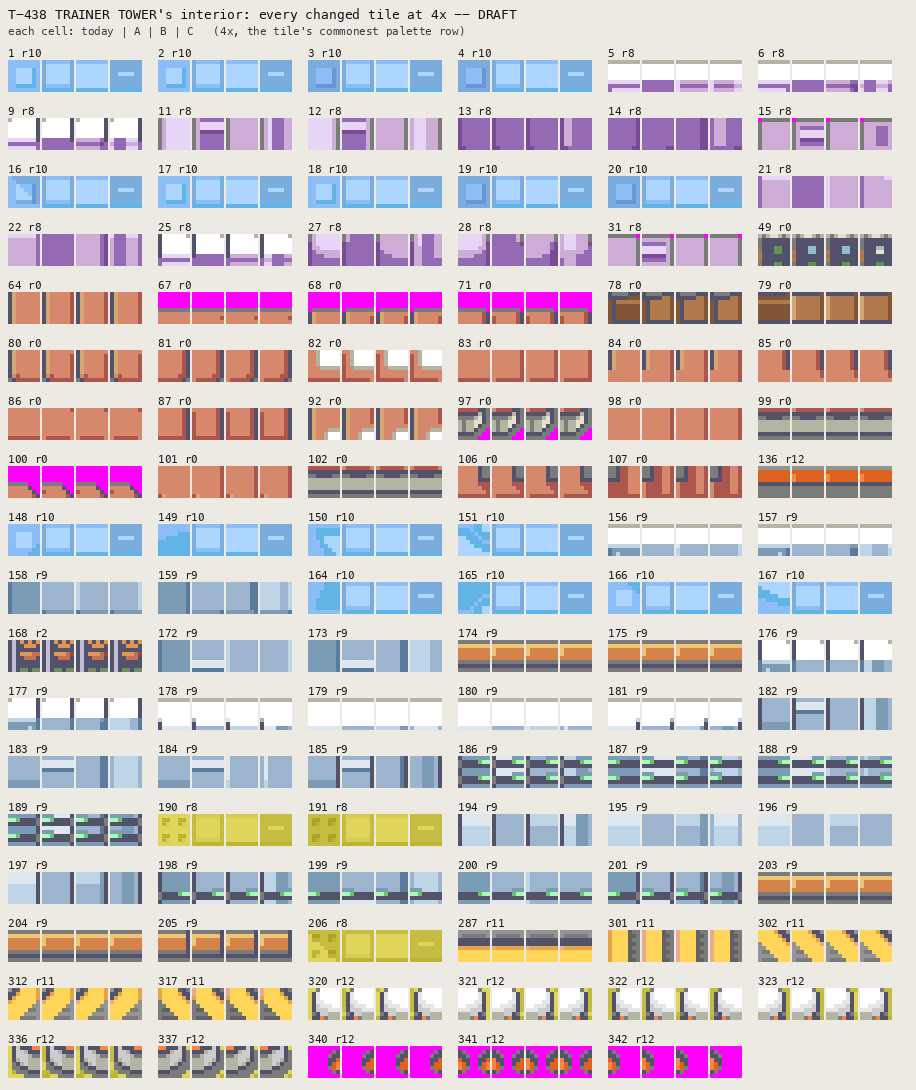 T-438 TRAINER TOWER's interior: every changed tile at 4x —— DRAFT
each cell: today | A | B | C   (4x, the tile's commonest palette row)
1 r10 2 r10 3 r10 4 r10 5 r8 6 r8
9 r8 11 r8 12 r8 13 r8 14 r8 15 r8
16 r10 17 r10 18 r10 19 r10 20 r10 21 r8
22 r8 25 r8 27 r8 28 r8 31 r8 49 r0
64 r0 67 r0 68 r0 71 r0 78 r0 79 r0
80 r0 81 r0 82 r0 83 r0 84 r0 85 r0
86 r0 87 r0 92 r0 97 r0 98 r0 99 r0
100 r0 101 r0 102 r0 106 r0 107 r0 136 r12
148 r10 149 r10 150 r10 151 r10 156 r9 157 r9
158 r9 159 r9 164 r10 165 r10 166 r10 167 r10
168 r2 172 r9 173 r9 174 r9 175 r9 176 r9
177 r9 178 r9 179 r9 180 r9 181 r9 182 r9
183 r9 184 r9 185 r9 186 r9 187 r9 188 r9
189 r9 190 r8 191 r8 194 r9 195 r9 196 r9
197 r9 198 r9 199 r9 200 r9 201 r9 203 r9
204 r9 205 r9 206 r8 287 r11 301 r11 302 r11
312 r11 317 r11 320 r12 321 r12 322 r12 323 r12
336 r12 337 r12 340 r12 341 r12 342 r12